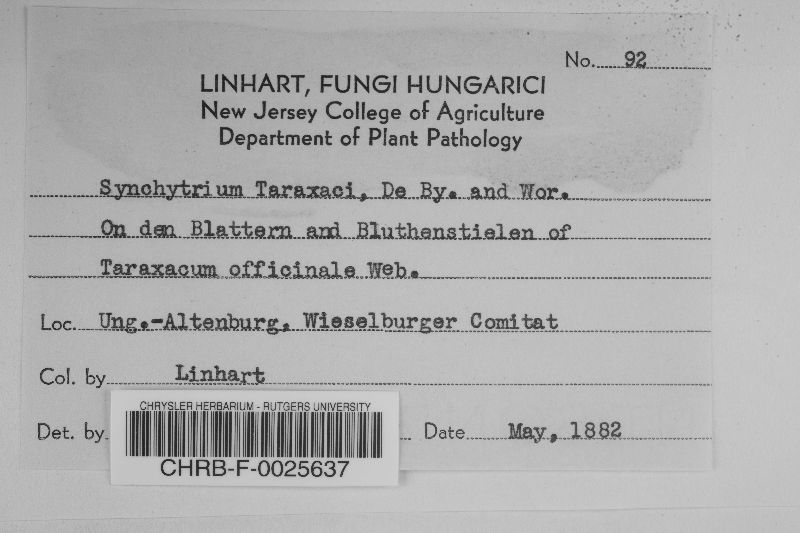 No. 92
LINHART, FUNGI HUNGARICI
New Jersey College of Agriculture
Department of Plant Pathology
Synchytrium Taraxaci, De By. and Wor.
On den Blattern and Bluthenstielen of
Taraxacum officinale Web.
Loc. Ung.-Altenburg, Wieselburger Comitat
Col. by Linhart
Det. by
Date May, 1882
CHRYSLER HERBARIUM - RUTGERS UNIVERSITY
CHRB-F-0025637